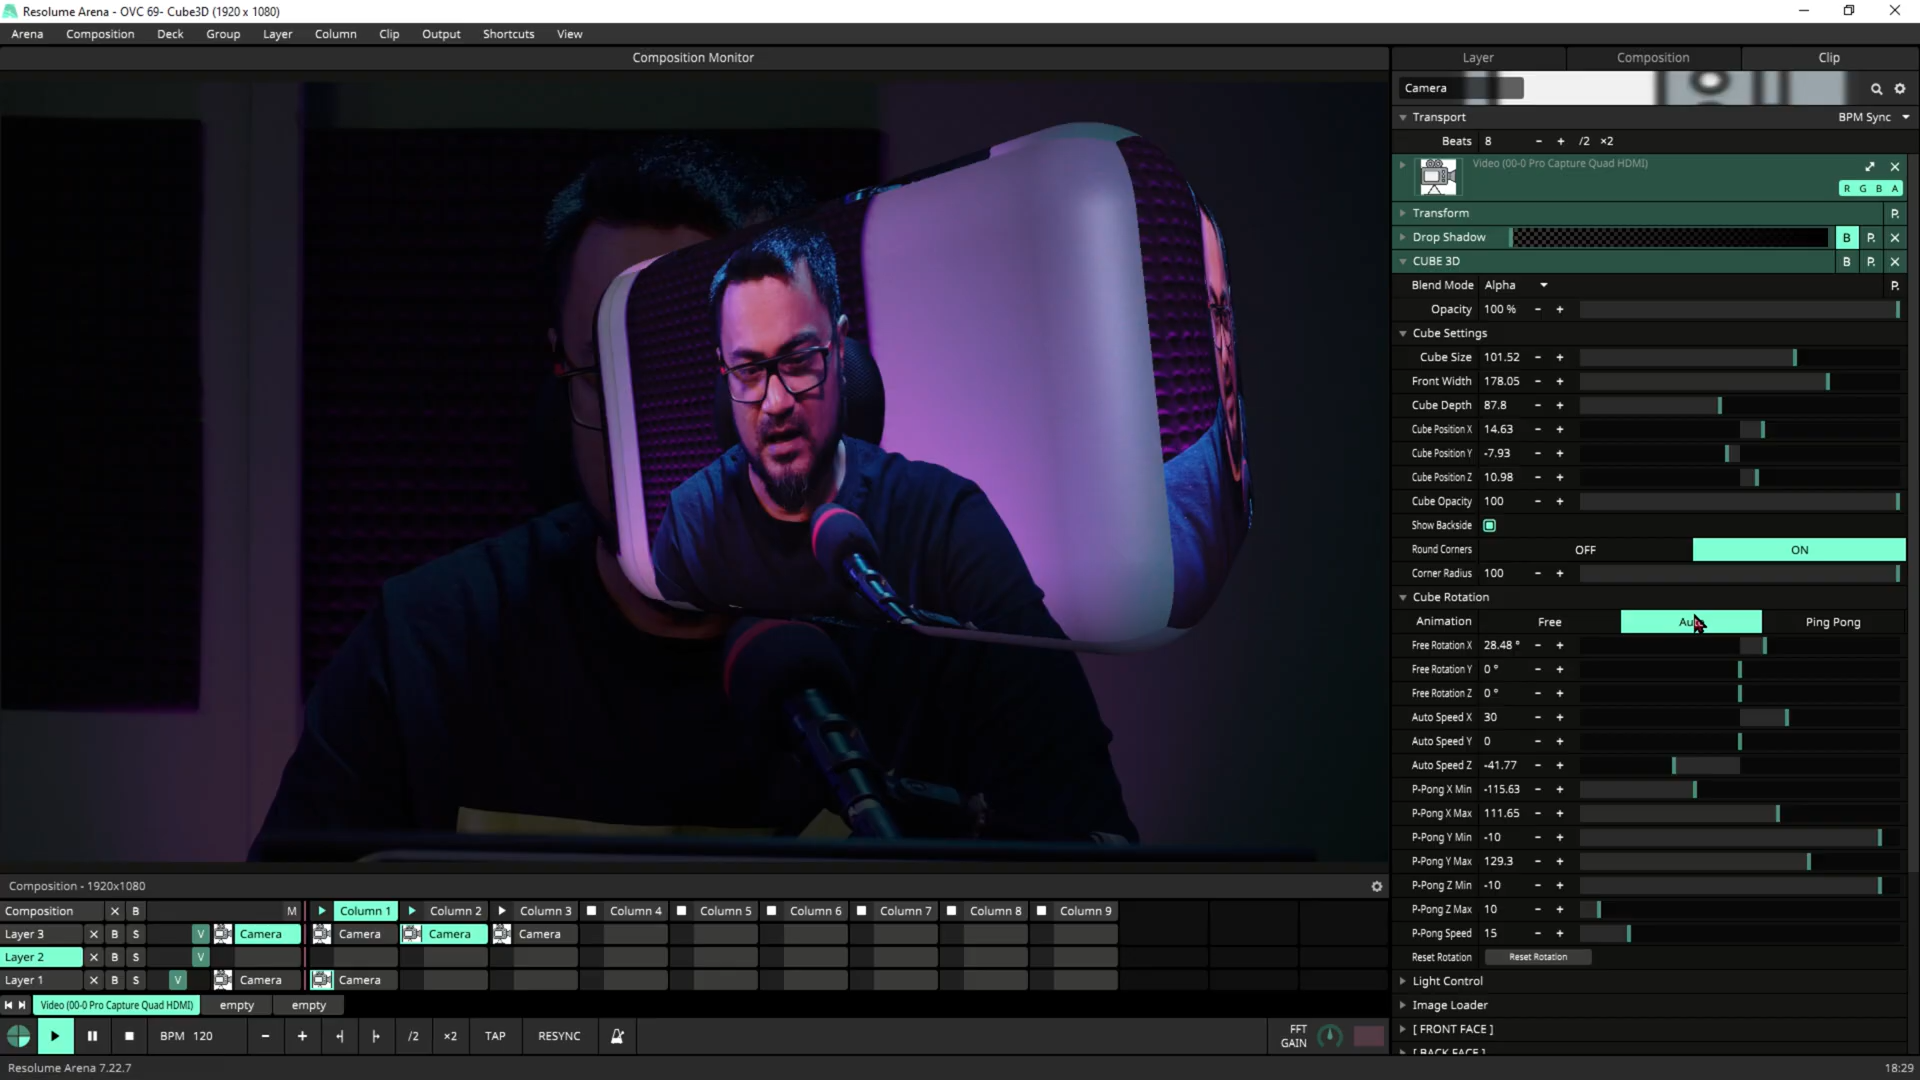 Resolume Arena - OVC 69- Cube3D (1920 x 1080)
Arena Composition Deck Group Layer Column Clip Output Shortcuts View
Composition Monitor
Layer Composition Clip
Camera
Transport BPM Sync
Beats 8 - + /2 ×2
Video (00-0 Pro Capture Quad HDMI)
R G B A
Transform P.
Drop Shadow B P. X
CUBE 3D B P. X
Blend Mode Alpha P.
Opacity 100 % - +
Cube Settings
Cube Size 101.52 - +
Front Width 178.05 - +
Cube Depth 87.8 - +
Cube Position X 14.63 - +
Cube Position Y -7.93 - +
Cube Position Z 10.98 - +
Cube Opacity 100 - +
Show Backside
Round Corners OFF ON
Corner Radius 100 - +
Cube Rotation
Animation Free Ping Pong
Free Rotation X 28.48 ° - +
Free Rotation Y 0 ° - +
Free Rotation Z 0 ° - +
Auto Speed X 30 - +
Auto Speed Y 0 - +
Auto Speed Z -41.77 - +
P-Pong X Min -115.63 - +
P-Pong X Max 111.65 - +
P-Pong Y Min -10 - +
P-Pong Y Max 129.3 - +
P-Pong Z Min -10 - +
P-Pong Z Max 10 - +
P-Pong Speed 15 - +
Reset Rotation Reset Rotation
Light Control
Image Loader
[ FRONT FACE ]
[ BACK FACE ]
Composition - 1920x1080
Composition X B M Column 1 Column 2 Column 3 Column 4 Column 5 Column 6 Column 7 Column 8 Column 9
Layer 3 X B S V Camera Camera Camera Camera
Layer 2 X B S V
Layer 1 X B S V Camera Camera
Video (00-0 Pro Capture Quad HDMI) empty empty
BPM 120 - + /2 ×2 TAP RESYNC FFT GAIN
Resolume Arena 7.22.7 18:29